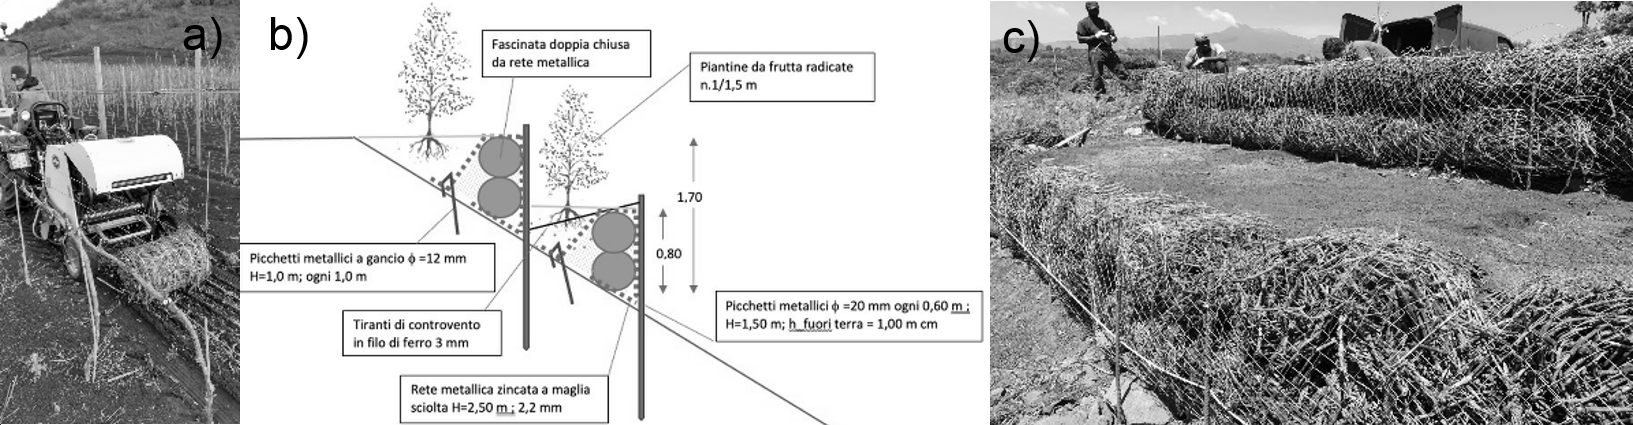 a)
b)
c)
Fascinata doppia chiusa
da rete metallica
Piantine da frutta radicate
n.1/1,5 m
1,70
0,80
Picchetti metallici a gancio ϕ =12 mm
H=1,0 m; ogni 1,0 m
Picchetti metallici ϕ =20 mm ogni 0,60 m ;
H=1,50 m; h_fuori terra = 1,00 m cm
Tiranti di controvento
in filo di ferro 3 mm
Rete metallica zincata a maglia
sciolta H=2,50 m ; 2,2 mm